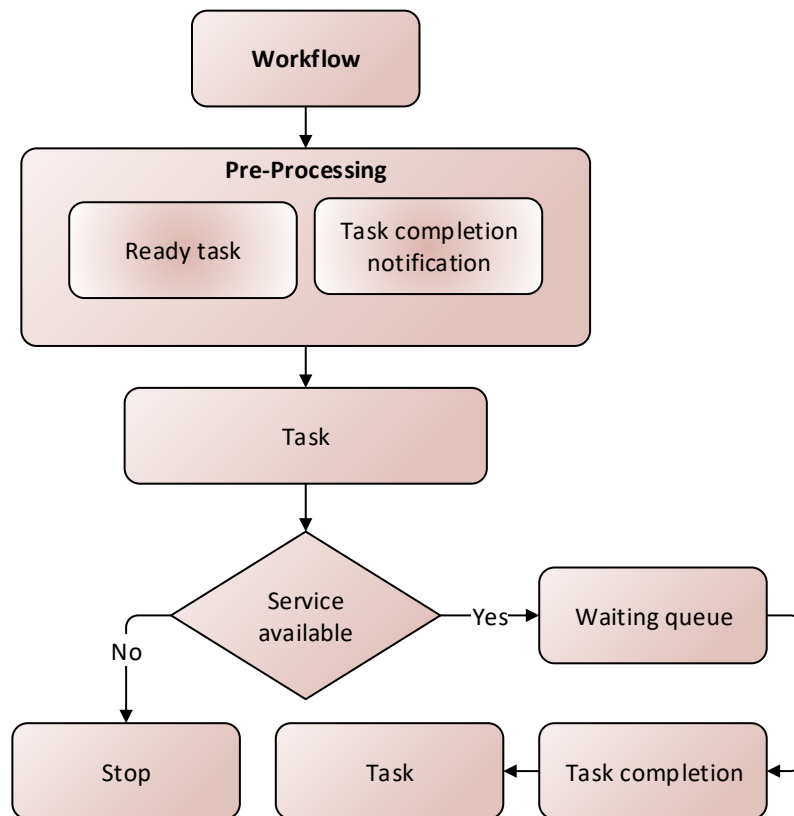 Workflow
Pre-Processing
Ready task
Task completion
notification
Task
Service
available
Yes
Waiting queue
No
Stop
Task
Task completion